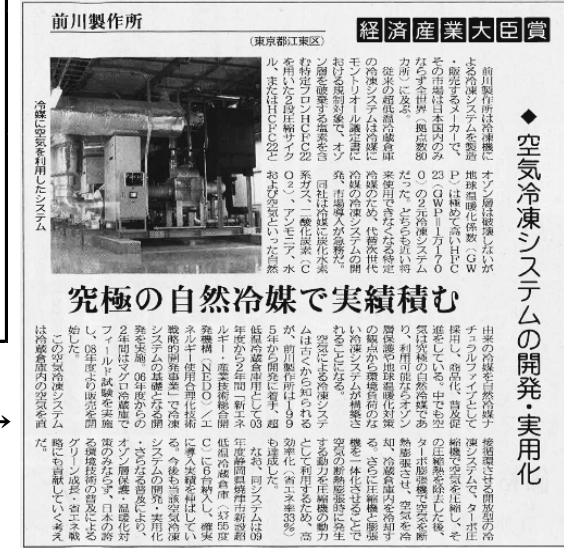 前川製作所
（東京都江東区）
経済産業大臣賞
◆空気冷凍システムの開発・実用化
前川製作所は冷凍機に
よる冷凍システムを製造
・販売するメーカーで、
その市場は日本国内のみ
ならず全世界（拠点数80
カ所）に及ぶ。
従来の超低温冷蔵庫
の冷凍システムは冷媒に
モントリオール議定書に
おける規制対象で、オゾ
ン層を破壊する塩素を含
む特定フロンHCFC22
を用いた2段圧縮サイク
ル、またはHCFC22と
冷媒に空気を利用したシステム
オゾン層は破壊しないが
地球温暖化係数（GW
P）は極めて高いHFC
23（GWP=1万170
0）の2元冷凍システム
だった。どちらも近い将
来使用できなくなる特定
冷媒のため、代替次世代
冷媒の冷凍システムの開
発、市場導入が急務だ。
同社は冷媒に炭化水素
系ガス、二酸化炭素（C
O2）、アンモニア、水
および空気といった自然
究極の自然冷媒で実績積む
由来の冷媒を自然冷媒ナ
チュラルファイブとして
採用し、商品化、普及促
進をしている。中でも空
気は究極の自然冷媒であ
り、利用可能ならオゾン
層保護や地球温暖化対策
の観点から環境負荷のな
い冷凍システムが構築さ
れることになる。
空気による冷凍システ
ムは古くから知られる
が、前川製作所は199
5年から開発に着手、超
低温冷蔵庫用として03
年度から2年間「新エネ
ルギー・産業技術総合開
発機構（NEDO）／エ
ネルギー使用合理化技術
戦略的開発事業」で冷凍
システムの基礎となる開
発を実施。06年度からの
2年間はマグロ冷蔵庫で
フィールド試験を実施
し、08年度より販売を開
始した。
この空気冷凍システム
は冷蔵庫内の空気を直
接循環させる開放型の冷
凍システムで、ターボ圧
縮機で空気を圧縮し、そ
の圧縮熱を除去した後、
ターボ膨張機で空気を断
熱膨張させ、空気を冷
却、冷蔵庫内を冷却す
る。さらに圧縮機と膨張
機を一体化させることで
空気の断熱膨張時に発生
する動力を圧縮機の動力
として利用するため、高
効率化（省エネ率33%）
も達成した。
なお、同システムは09
年度静岡県焼津市新設超
低温冷蔵庫（55度
C）に6台納入し、確実
に導入実績を伸ばしてい
る。今後も当該空気冷凍
システムの開発・実用化
・さらなる普及により、
オゾン層保護・温暖化対
策のみならず、日本の誇
る環境技術の普及による
グリーン成長・省エネ戦
略にも貢献していく考え
だ。